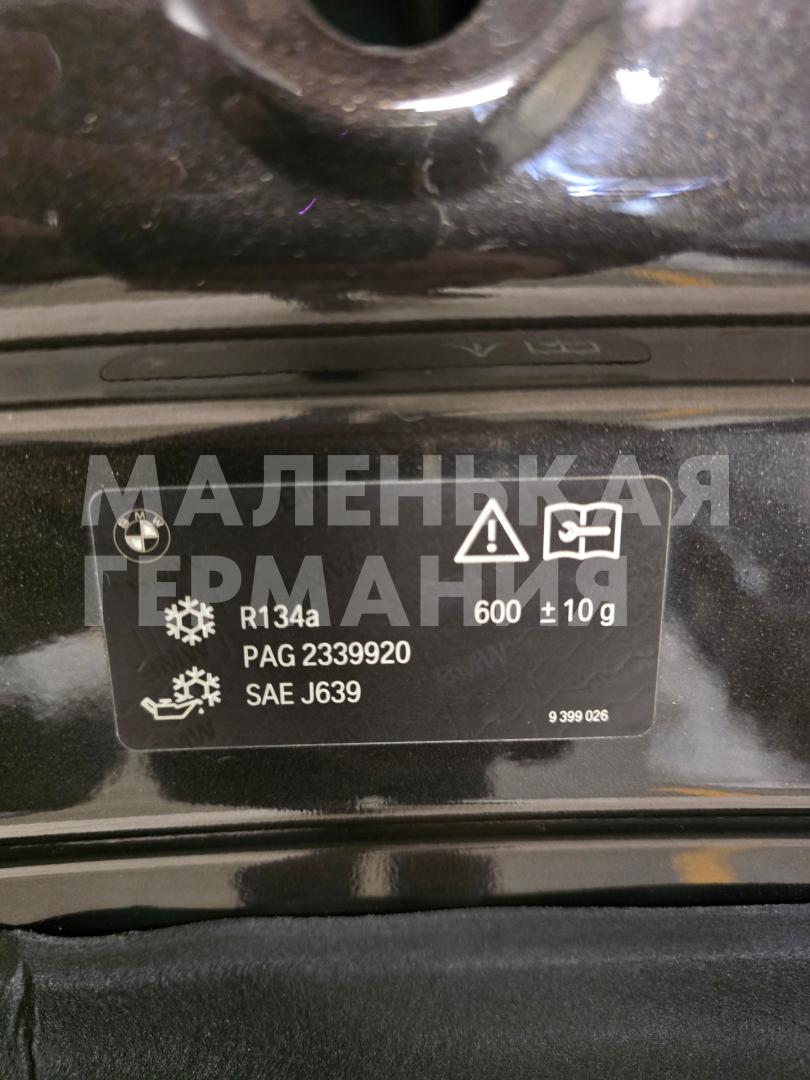 МАЛЕНЬКАЯ
ГЕРМАНИЯ
BMW
R134a 600 ± 10 g
PAG 2339920
SAE J639
9 399 026